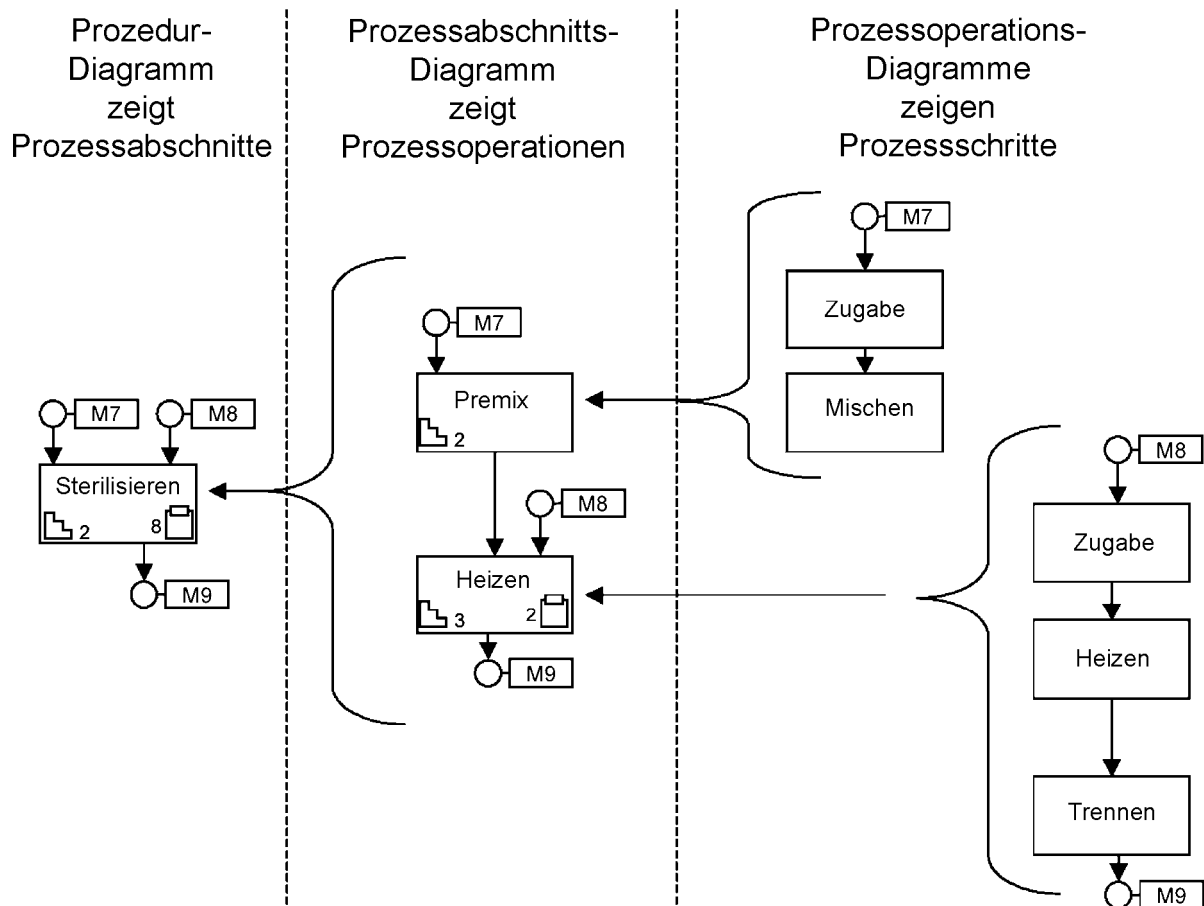 Prozedur-
Diagramm
zeigt
Prozessabschnitte
Prozessabschnitts-
Diagramm
zeigt
Prozessoperationen
Prozessoperations-
Diagramme
zeigen
Prozessschritte
M7
M8
Sterilisieren
2
8
M9
M7
Premix
2
M8
Heizen
3
2
M9
M7
Zugabe
Mischen
M8
Zugabe
Heizen
Trennen
M9